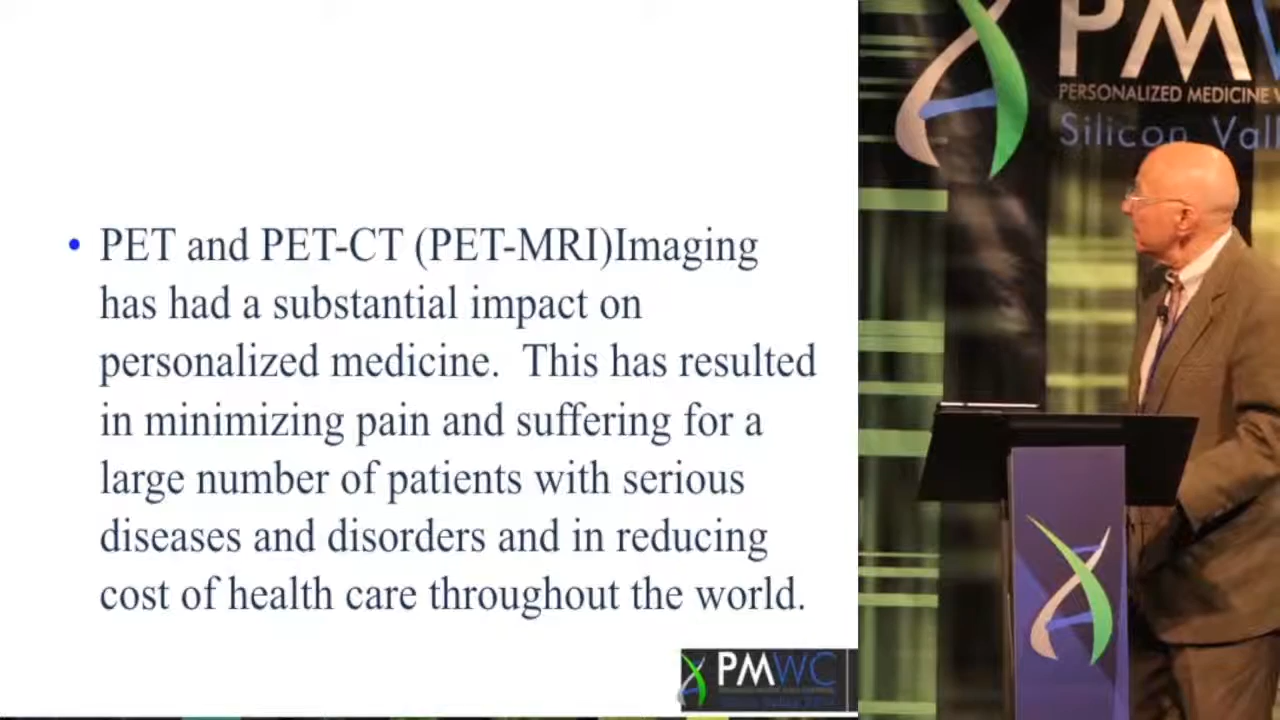 • PET and PET-CT (PET-MRI)Imaging
has had a substantial impact on
personalized medicine.  This has resulted
in minimizing pain and suffering for a
large number of patients with serious
diseases and disorders and in reducing
cost of health care throughout the world.
PMWC
PMW
PERSONALIZED MEDICINE W
Silicon Vall